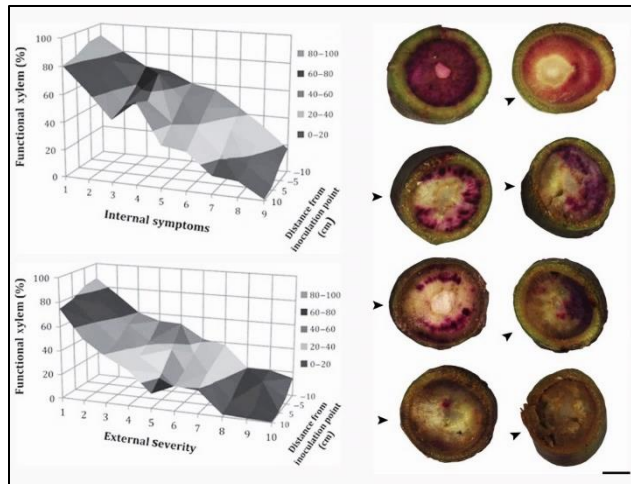 100
80
60
40
20
0
Functional xylem (%)
80–100
60–80
40–60
20–40
0–20
1 2 3 4 5 6 7 8 9
Internal symptoms
−10
−5
5
10
Distance from
inoculation point
(cm)
100
80
60
40
20
0
Functional xylem (%)
80–100
60–80
40–60
20–40
0–20
1 2 3 4 5 6 7 8 9 10
External Severity
−10
−5
5
10
Distance from
inoculation point
(cm)